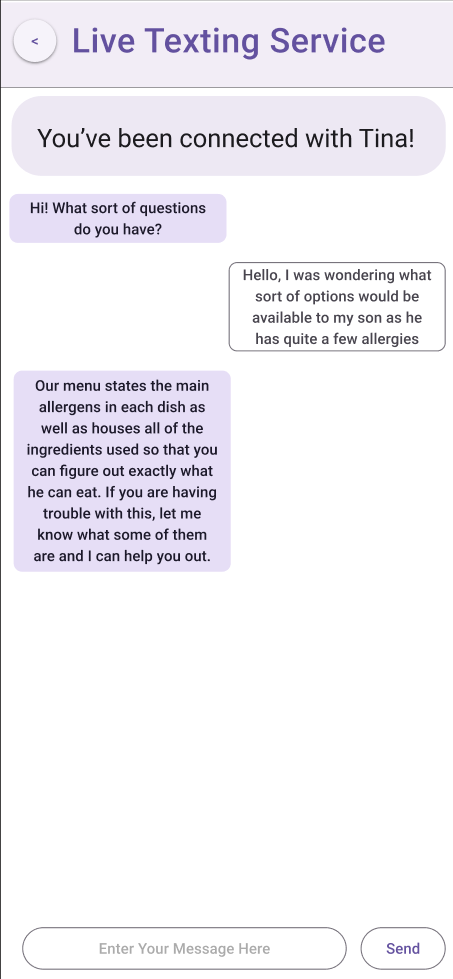 <
Live Texting Service
You’ve been connected with Tina!
Hi! What sort of questions
do you have?
Hello, I was wondering what
sort of options would be
available to my son as he
has quite a few allergies
Our menu states the main
allergens in each dish as
well as houses all of the
ingredients used so that you
can figure out exactly what
he can eat. If you are having
trouble with this, let me
know what some of them
are and I can help you out.
Enter Your Message Here
Send